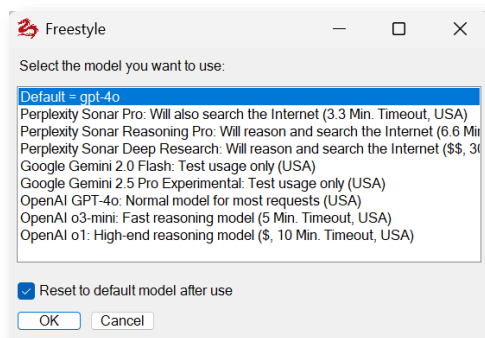 Freestyle
Select the model you want to use:
Default = gpt-4o
Perplexity Sonar Pro: Will also search the Internet (3.3 Min. Timeout, USA)
Perplexity Sonar Reasoning Pro: Will reason and search the Internet (6.6 Mi
Perplexity Sonar Deep Research: Will reason and search the Internet ($$, 30
Google Gemini 2.0 Flash: Test usage only (USA)
Google Gemini 2.5 Pro Experimental: Test usage only (USA)
OpenAI GPT-4o: Normal model for most requests (USA)
OpenAI o3-mini: Fast reasoning model (5 Min. Timeout, USA)
OpenAI o1: High-end reasoning model ($, 10 Min. Timeout, USA)
Reset to default model after use
OK Cancel